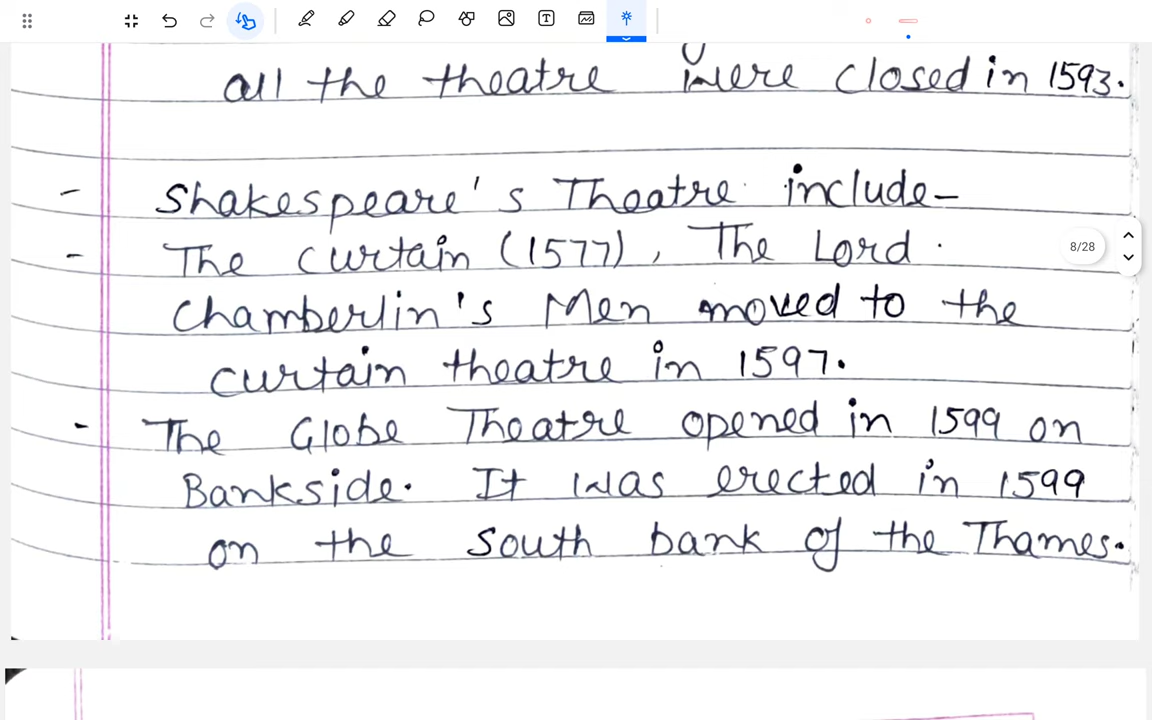 all the theatre were closed in 1593.
- Shakespeare's Theatre include-
- The Curtain (1577), The Lord
Chamberlin's Men moved to the
curtain theatre in 1597.
- The Globe Theatre opened in 1599 on
Bankside. It was erected in 1599
on the South bank of the Thames.
8/28